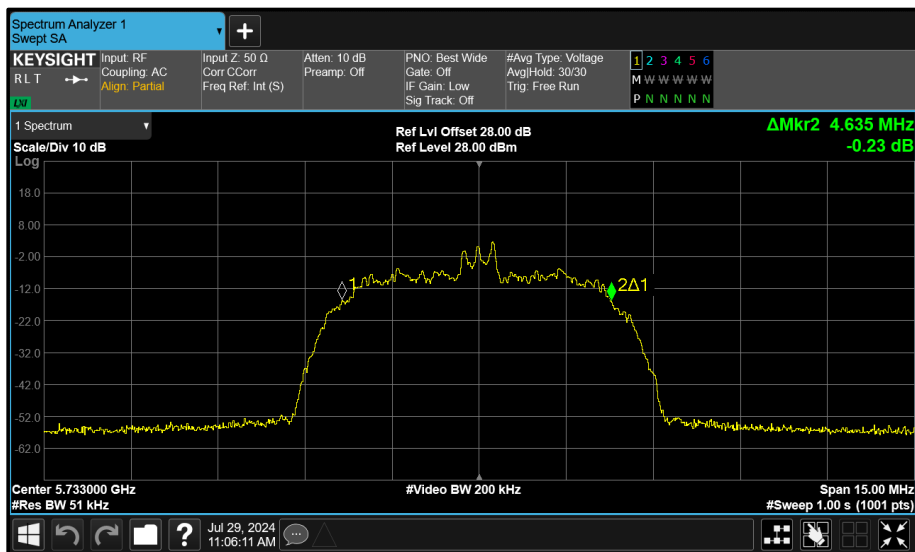 Spectrum Analyzer 1
Swept SA
KEYSIGHT
R L T
LXI
Input: RF
Coupling: AC
Align: Partial
Input Z: 50 Ω
Corr CCorr
Freq Ref: Int (S)
Atten: 10 dB
Preamp: Off
PNO: Best Wide
Gate: Off
IF Gain: Low
Sig Track: Off
#Avg Type: Voltage
Avg|Hold: 30/30
Trig: Free Run
1 2 3 4 5 6
M W W W W W
P N N N N N
1 Spectrum
Scale/Div 10 dB
Log
Ref Lvl Offset 28.00 dB
Ref Level 28.00 dBm
ΔMkr2 4.635 MHz
-0.23 dB
18.0
8.00
-2.00
-12.0
-22.0
-32.0
-42.0
-52.0
-62.0
1
2Δ1
Center 5.733000 GHz
#Res BW 51 kHz
#Video BW 200 kHz
Span 15.00 MHz
#Sweep 1.00 s (1001 pts)
?
Jul 29, 2024
11:06:11 AM